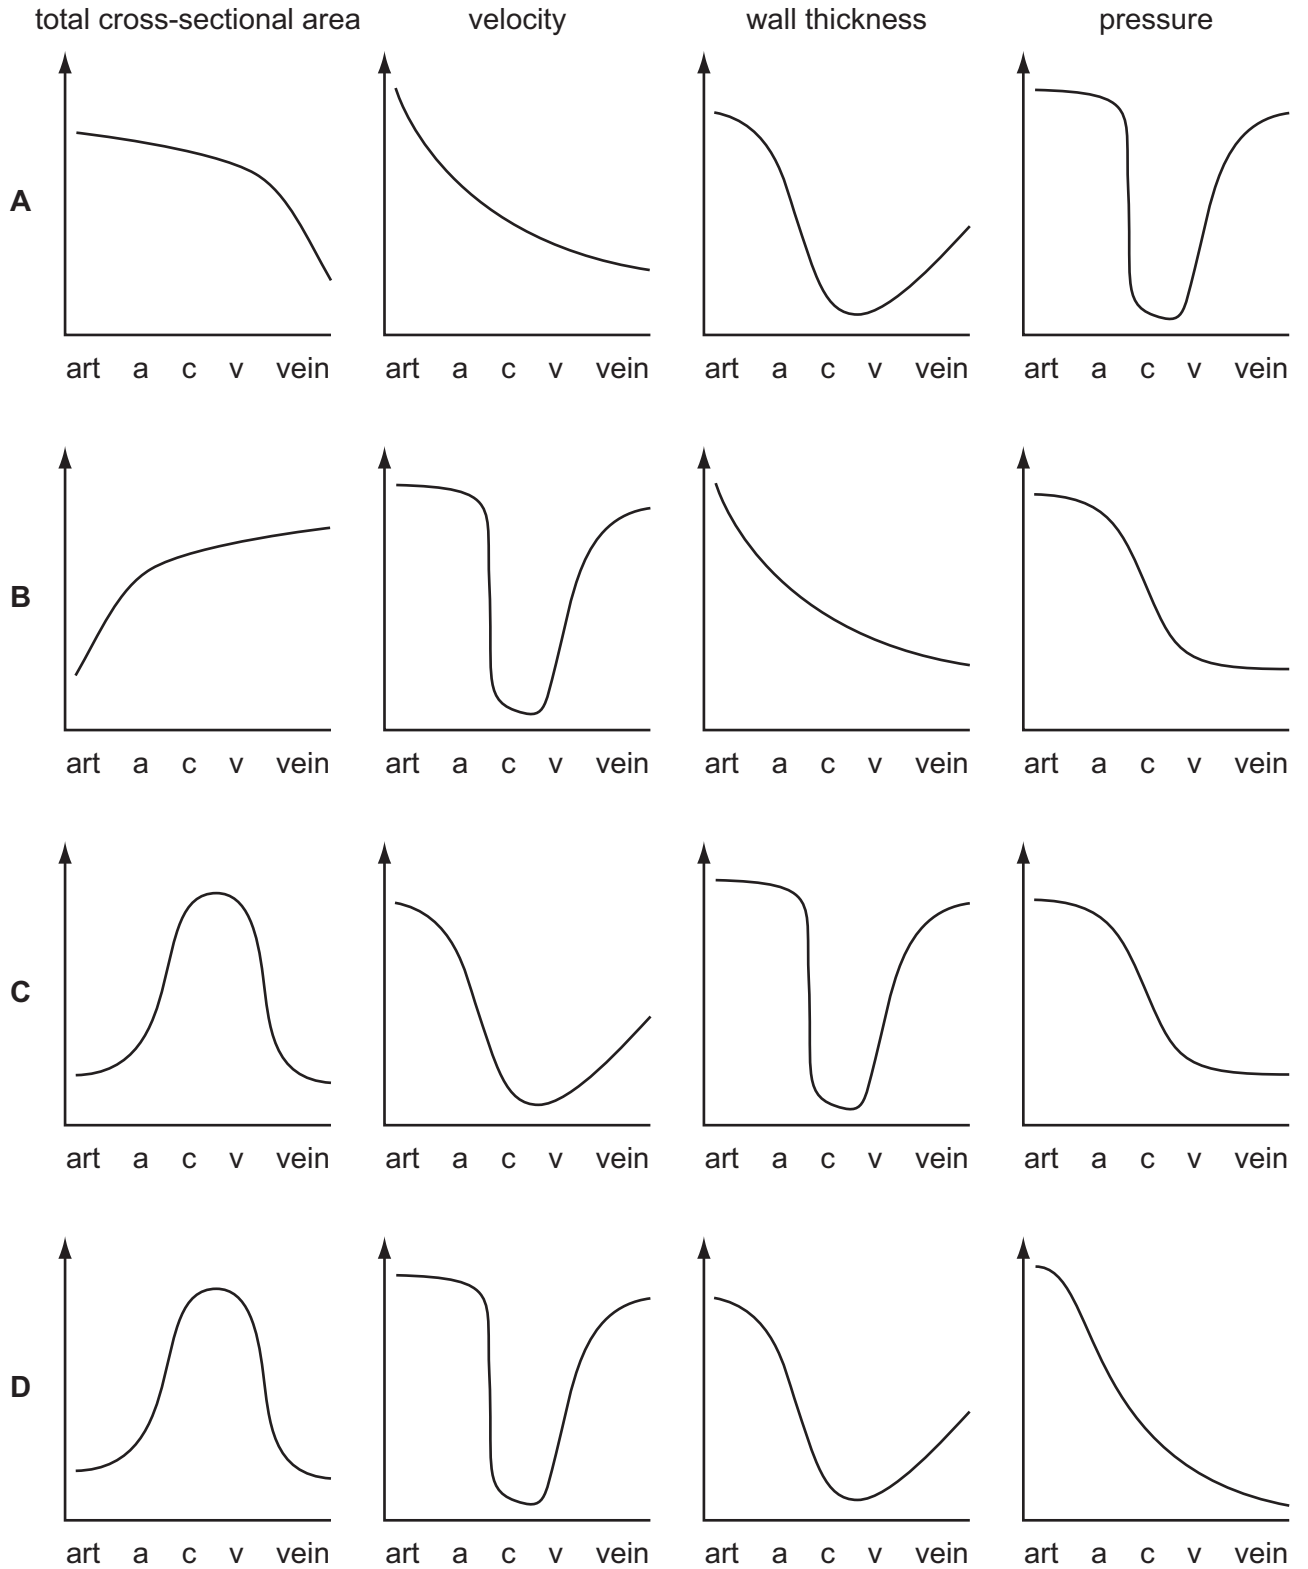 total cross-sectional area velocity wall thickness pressure
A
art a c v vein art a c v vein art a c v vein art a c v vein
B
art a c v vein art a c v vein art a c v vein art a c v vein
C
art a c v vein art a c v vein art a c v vein art a c v vein
D
art a c v vein art a c v vein art a c v vein art a c v vein